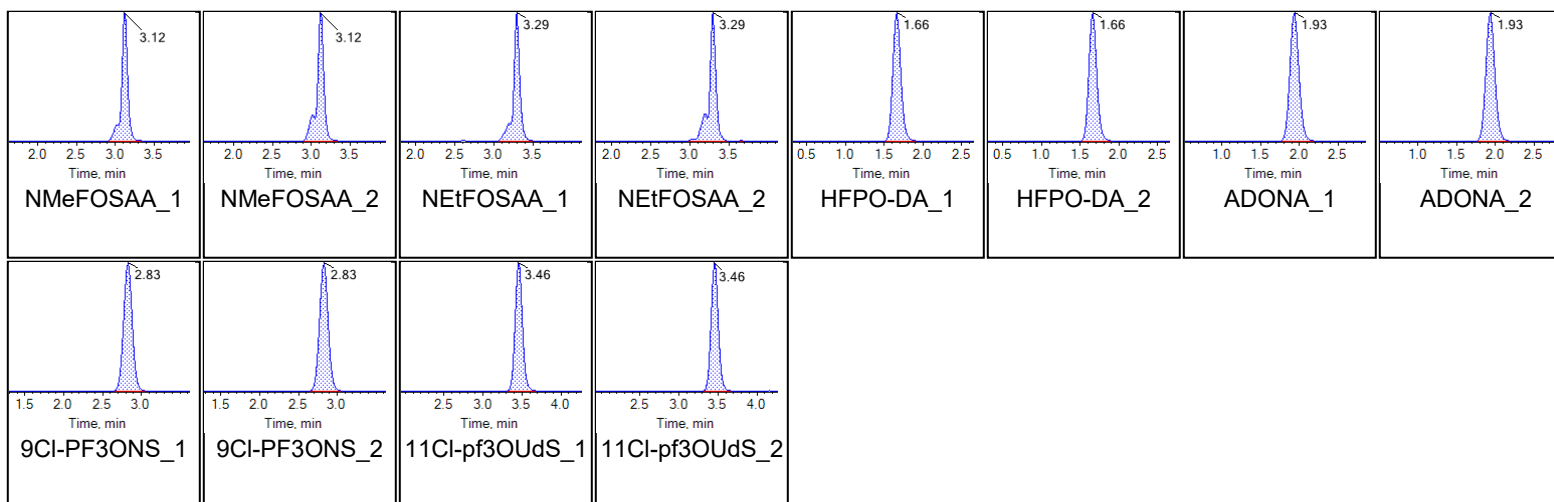 3.12 3.12 3.29 3.29 1.66 1.66 1.93 1.93
2.0 2.5 3.0 3.5 2.0 2.5 3.0 3.5 2.0 2.5 3.0 3.5 2.0 2.5 3.0 3.5 0.5 1.0 1.5 2.0 2.5 0.5 1.0 1.5 2.0 2.5 1.0 1.5 2.0 2.5 1.0 1.5 2.0 2.5
Time, min Time, min Time, min Time, min Time, min Time, min Time, min Time, min
NMeFOSAA_1 NMeFOSAA_2 NEtFOSAA_1 NEtFOSAA_2 HFPO-DA_1 HFPO-DA_2 ADONA_1 ADONA_2
2.83 2.83 3.46 3.46
1.5 2.0 2.5 3.0 1.5 2.0 2.5 3.0 2.5 3.0 3.5 4.0 2.5 3.0 3.5 4.0
Time, min Time, min Time, min Time, min
9Cl-PF3ONS_1 9Cl-PF3ONS_2 11Cl-pf3OUdS_1 11Cl-pf3OUdS_2